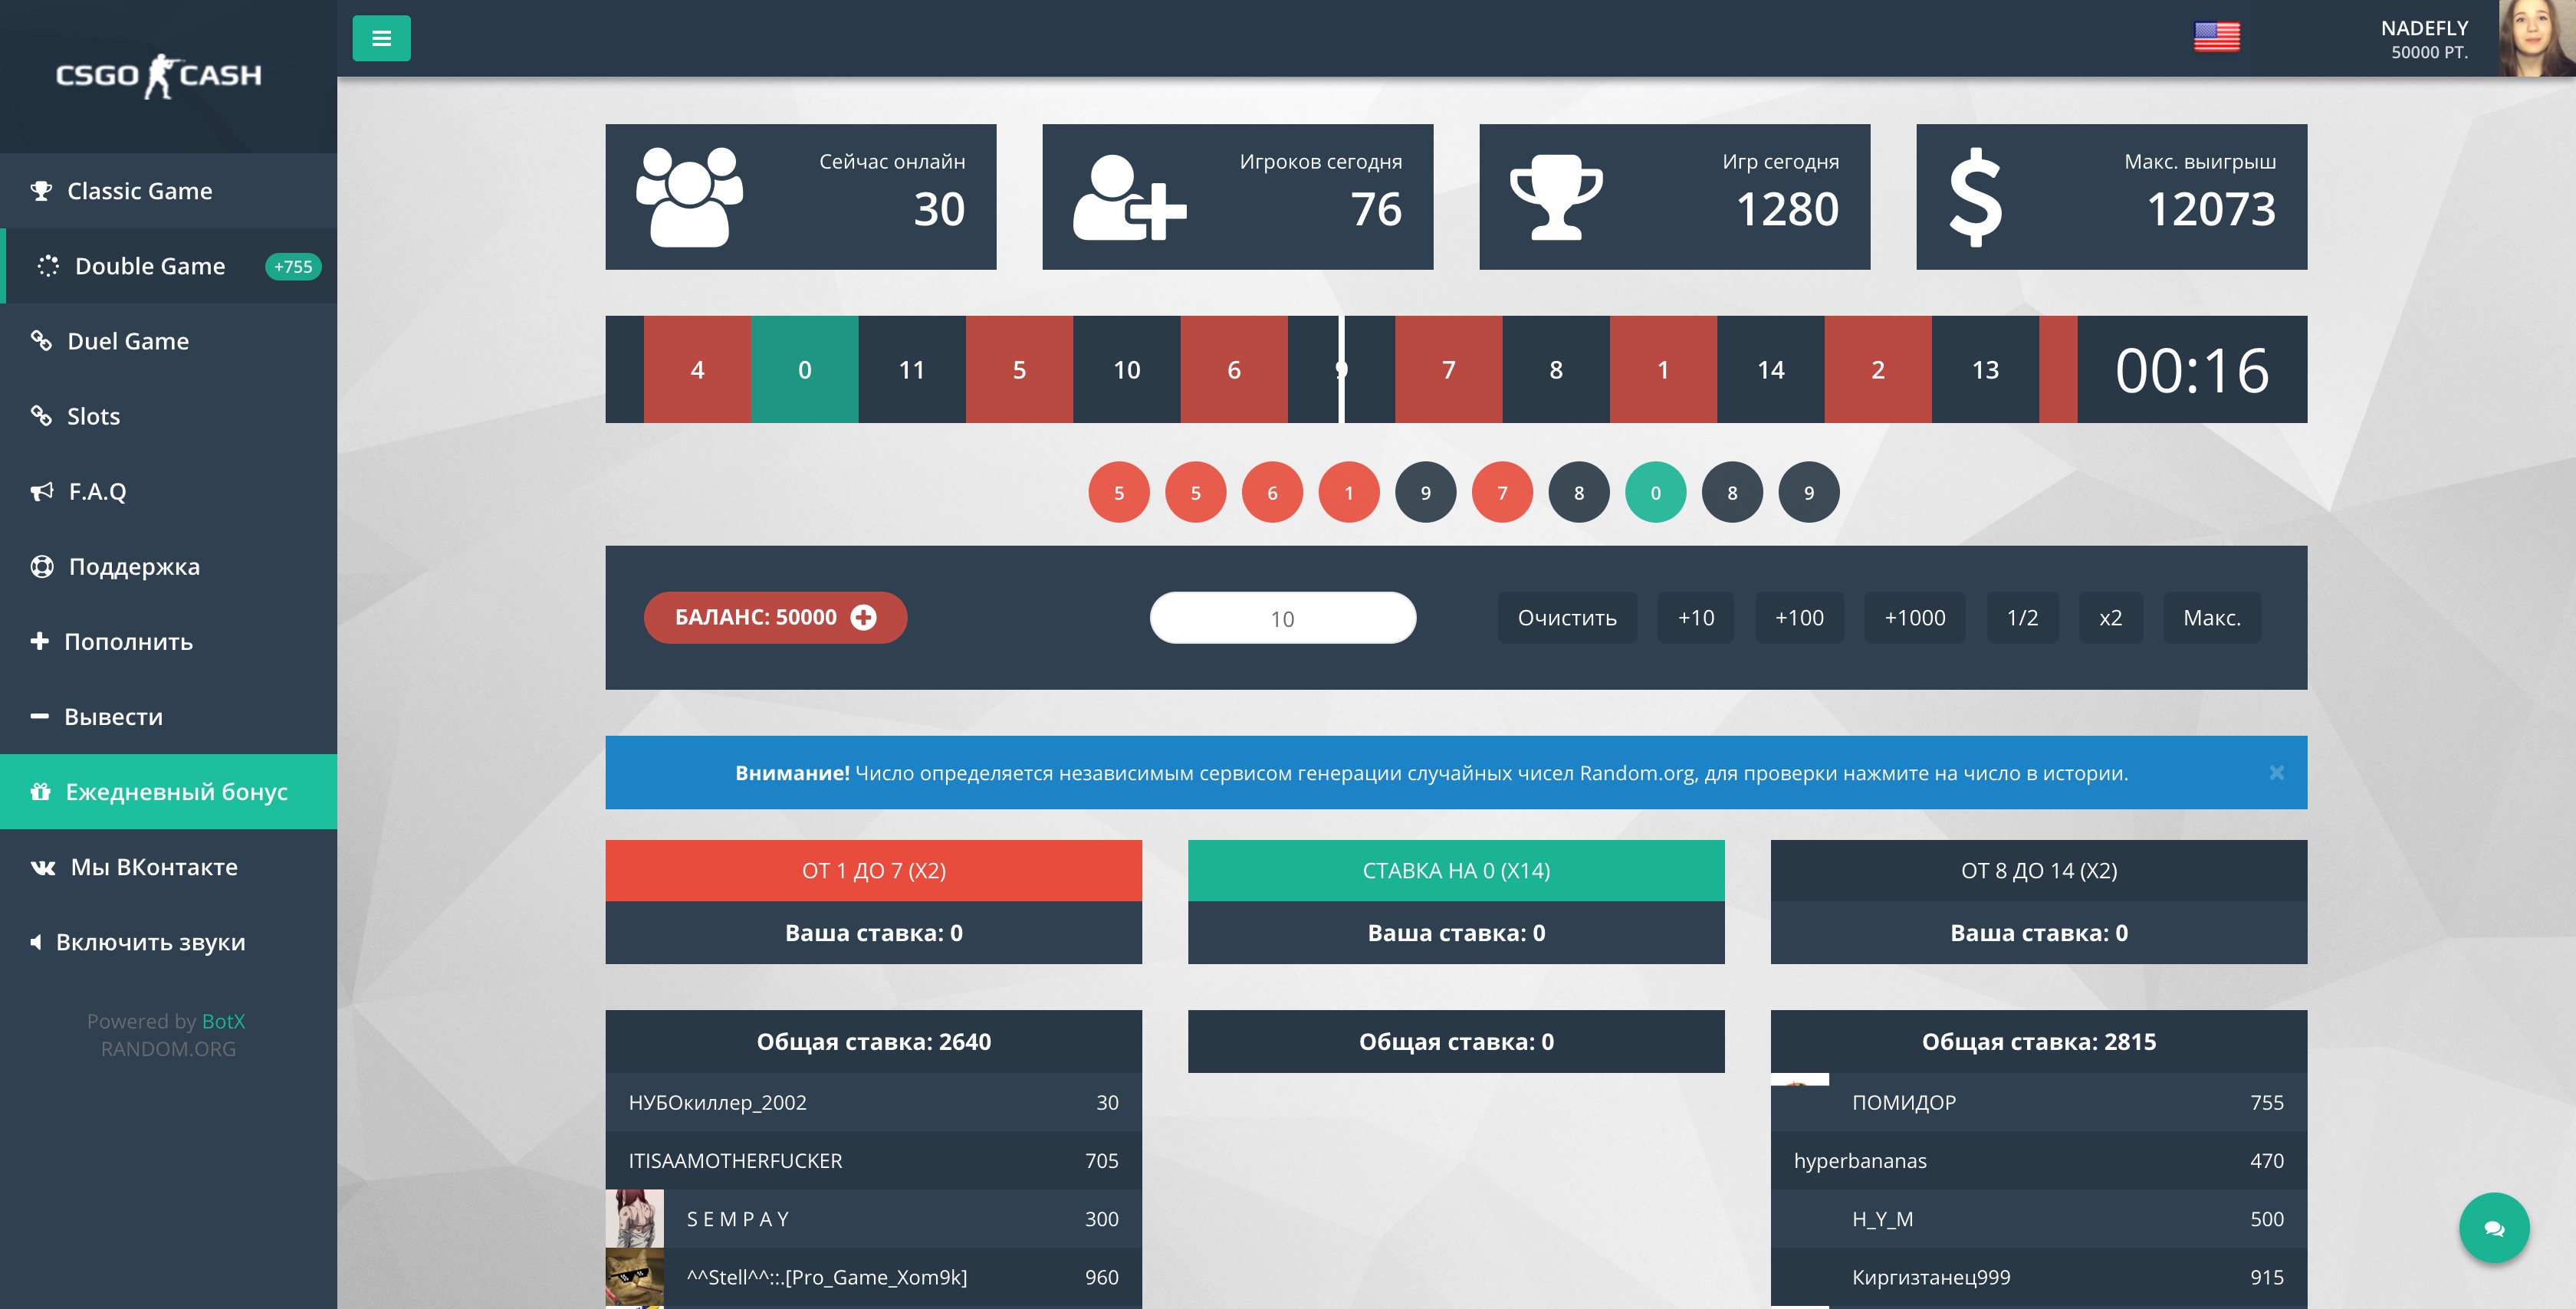 CSGO CASH
NADEFLY
50000 PT.
Classic Game
Double Game +755
Duel Game
Slots
F.A.Q
Поддержка
Пополнить
Вывести
Ежедневный бонус
Мы ВКонтакте
Включить звуки
Powered by BotX
RANDOM.ORG
Сейчас онлайн
30
Игроков сегодня
76
Игр сегодня
1280
Макс. выигрыш
12073
4 0 11 5 10 6 9 7 8 1 14 2 13 00:16
5 5 6 1 9 7 8 0 8 9
БАЛАНС: 50000 10 Очистить +10 +100 +1000 1/2 x2 Макс.
Внимание! Число определяется независимым сервисом генерации случайных чисел Random.org, для проверки нажмите на число в истории. ×
ОТ 1 ДО 7 (X2)
Ваша ставка: 0
СТАВКА НА 0 (X14)
Ваша ставка: 0
ОТ 8 ДО 14 (X2)
Ваша ставка: 0
Общая ставка: 2640
НУБОкиллер_2002 30
ITISAAMOTHERFUCKER 705
S E M P A Y 300
^^Stell^^::.[Pro_Game_Xom9k] 960
Общая ставка: 0
Общая ставка: 2815
ПОМИДОР 755
hyperbananas 470
H_Y_M 500
Киргизтанец999 915